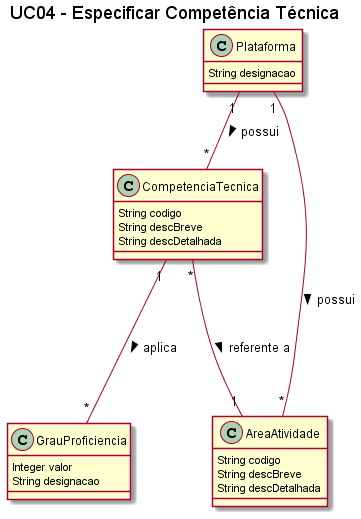 UC04 - Especificar Competência Técnica
C Plataforma
String designacao
1
1
possui
*
C CompetenciaTecnica
String codigo
String descBreve
String descDetalhada
1
*
possui
aplica
referente a
*
1
*
C GrauProficiencia
Integer valor
String designacao
C AreaAtividade
String codigo
String descBreve
String descDetalhada